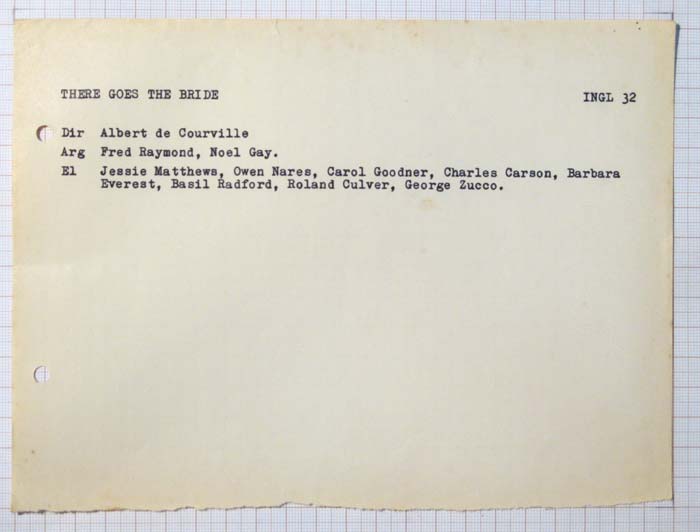 THERE GOES THE BRIDE INGL 32
Dir Albert de Courville
Arg Fred Raymond, Noel Gay.
El Jessie Matthews, Owen Nares, Carol Goodner, Charles Carson, Barbara
Everest, Basil Radford, Roland Culver, George Zucco.